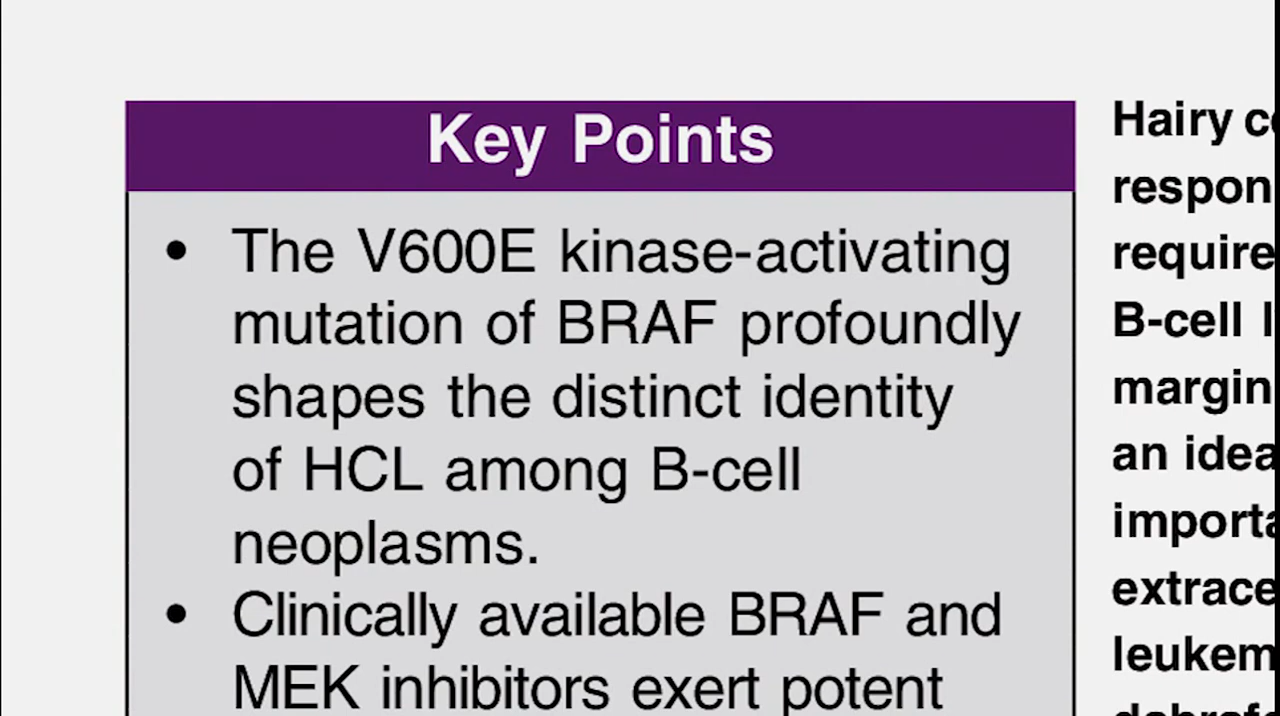 Key Points
• The V600E kinase-activating
mutation of BRAF profoundly
shapes the distinct identity
of HCL among B-cell
neoplasms.
• Clinically available BRAF and
MEK inhibitors exert potent
Hairy
respon
require
B-cell
margin
an idea
importa
extrace
leukem